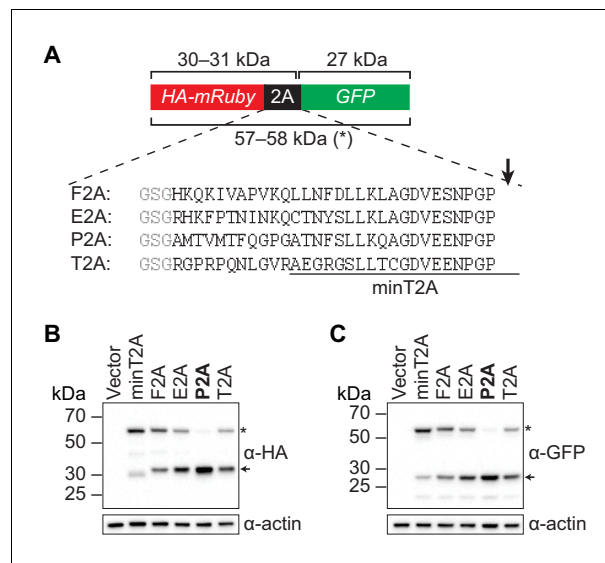 A
30–31 kDa
27 kDa
HA-mRuby
2A
GFP
57–58 kDa (*)
F2A: GSGHKQKIVAPVKQLLNFDLLKLAGDVESNPGP
E2A: GSGRHKFPTNINKQCTNYSLLKLAGDVESNPGP
P2A: GSGAMTVMTFQGPGATNFSLLKQAGDVEENPGP
T2A: GSGRGPRPQNLGVRAEGRGSLLTCGDVEENPGP
minT2A
B
Vector
minT2A
F2A
E2A
P2A
T2A
kDa
70
50
30
25
*
α-HA
α-actin
C
Vector
minT2A
F2A
E2A
P2A
T2A
kDa
70
50
30
25
*
α-GFP
α-actin